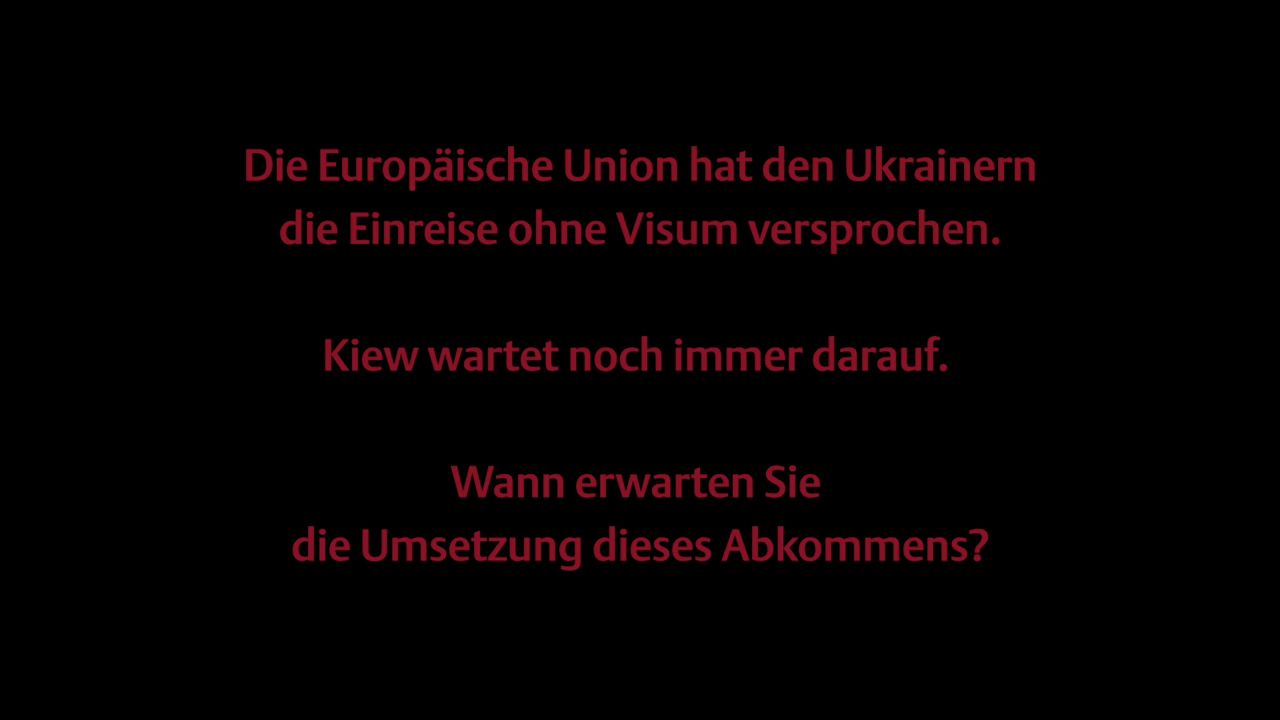 Die Europäische Union hat den Ukrainern
die Einreise ohne Visum versprochen.
Kiew wartet noch immer darauf.
Wann erwarten Sie
die Umsetzung dieses Abkommens?